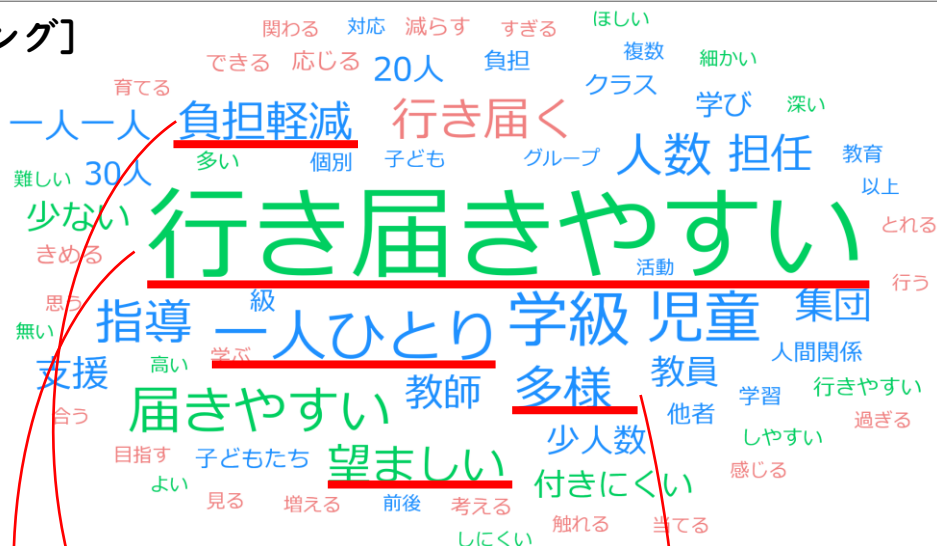 ング]
関わる 対応 減らす すぎる ほしい
できる 応じる 20人 負担 複数 細かい
育てる クラス 学び 深い
一人一人 負担軽減 行き届く 人数 担任 教育
難しい 30人 多い 個別 子ども グループ 以上
少ない 行き届きやすい とれる
きめる 活動 行う
思う 級 学級 児童 集団
無い 指導 一人ひとり 人間関係
支援 高い 学ぶ 教師 多様 教員 学習 行きやすい
合う 届きやすい 他者 過ぎる
目指す 子どもたち 望ましい 少人数 しやすい
よい 付きにくい 感じる
見る 増える 前後 考える 触れる 当てる
しにくい